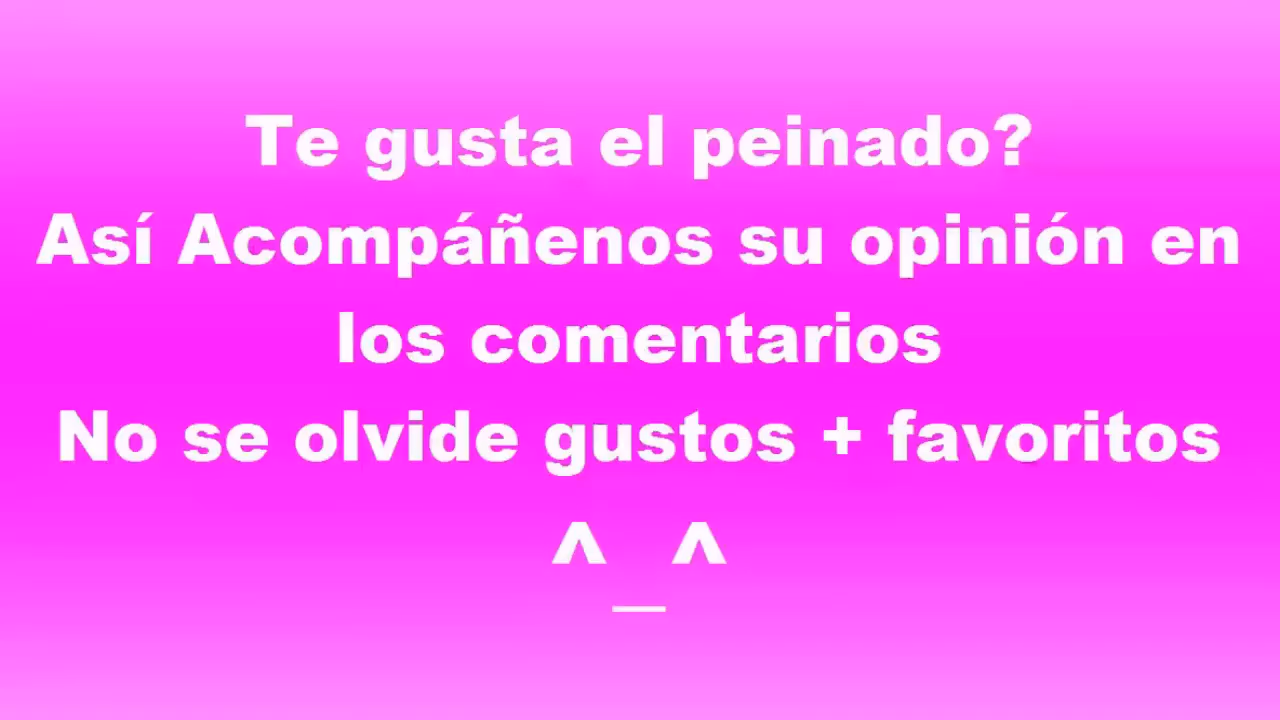 Te gusta el peinado?
Así Acompáñenos su opinión en
los comentarios
No se olvide gustos + favoritos
^_^